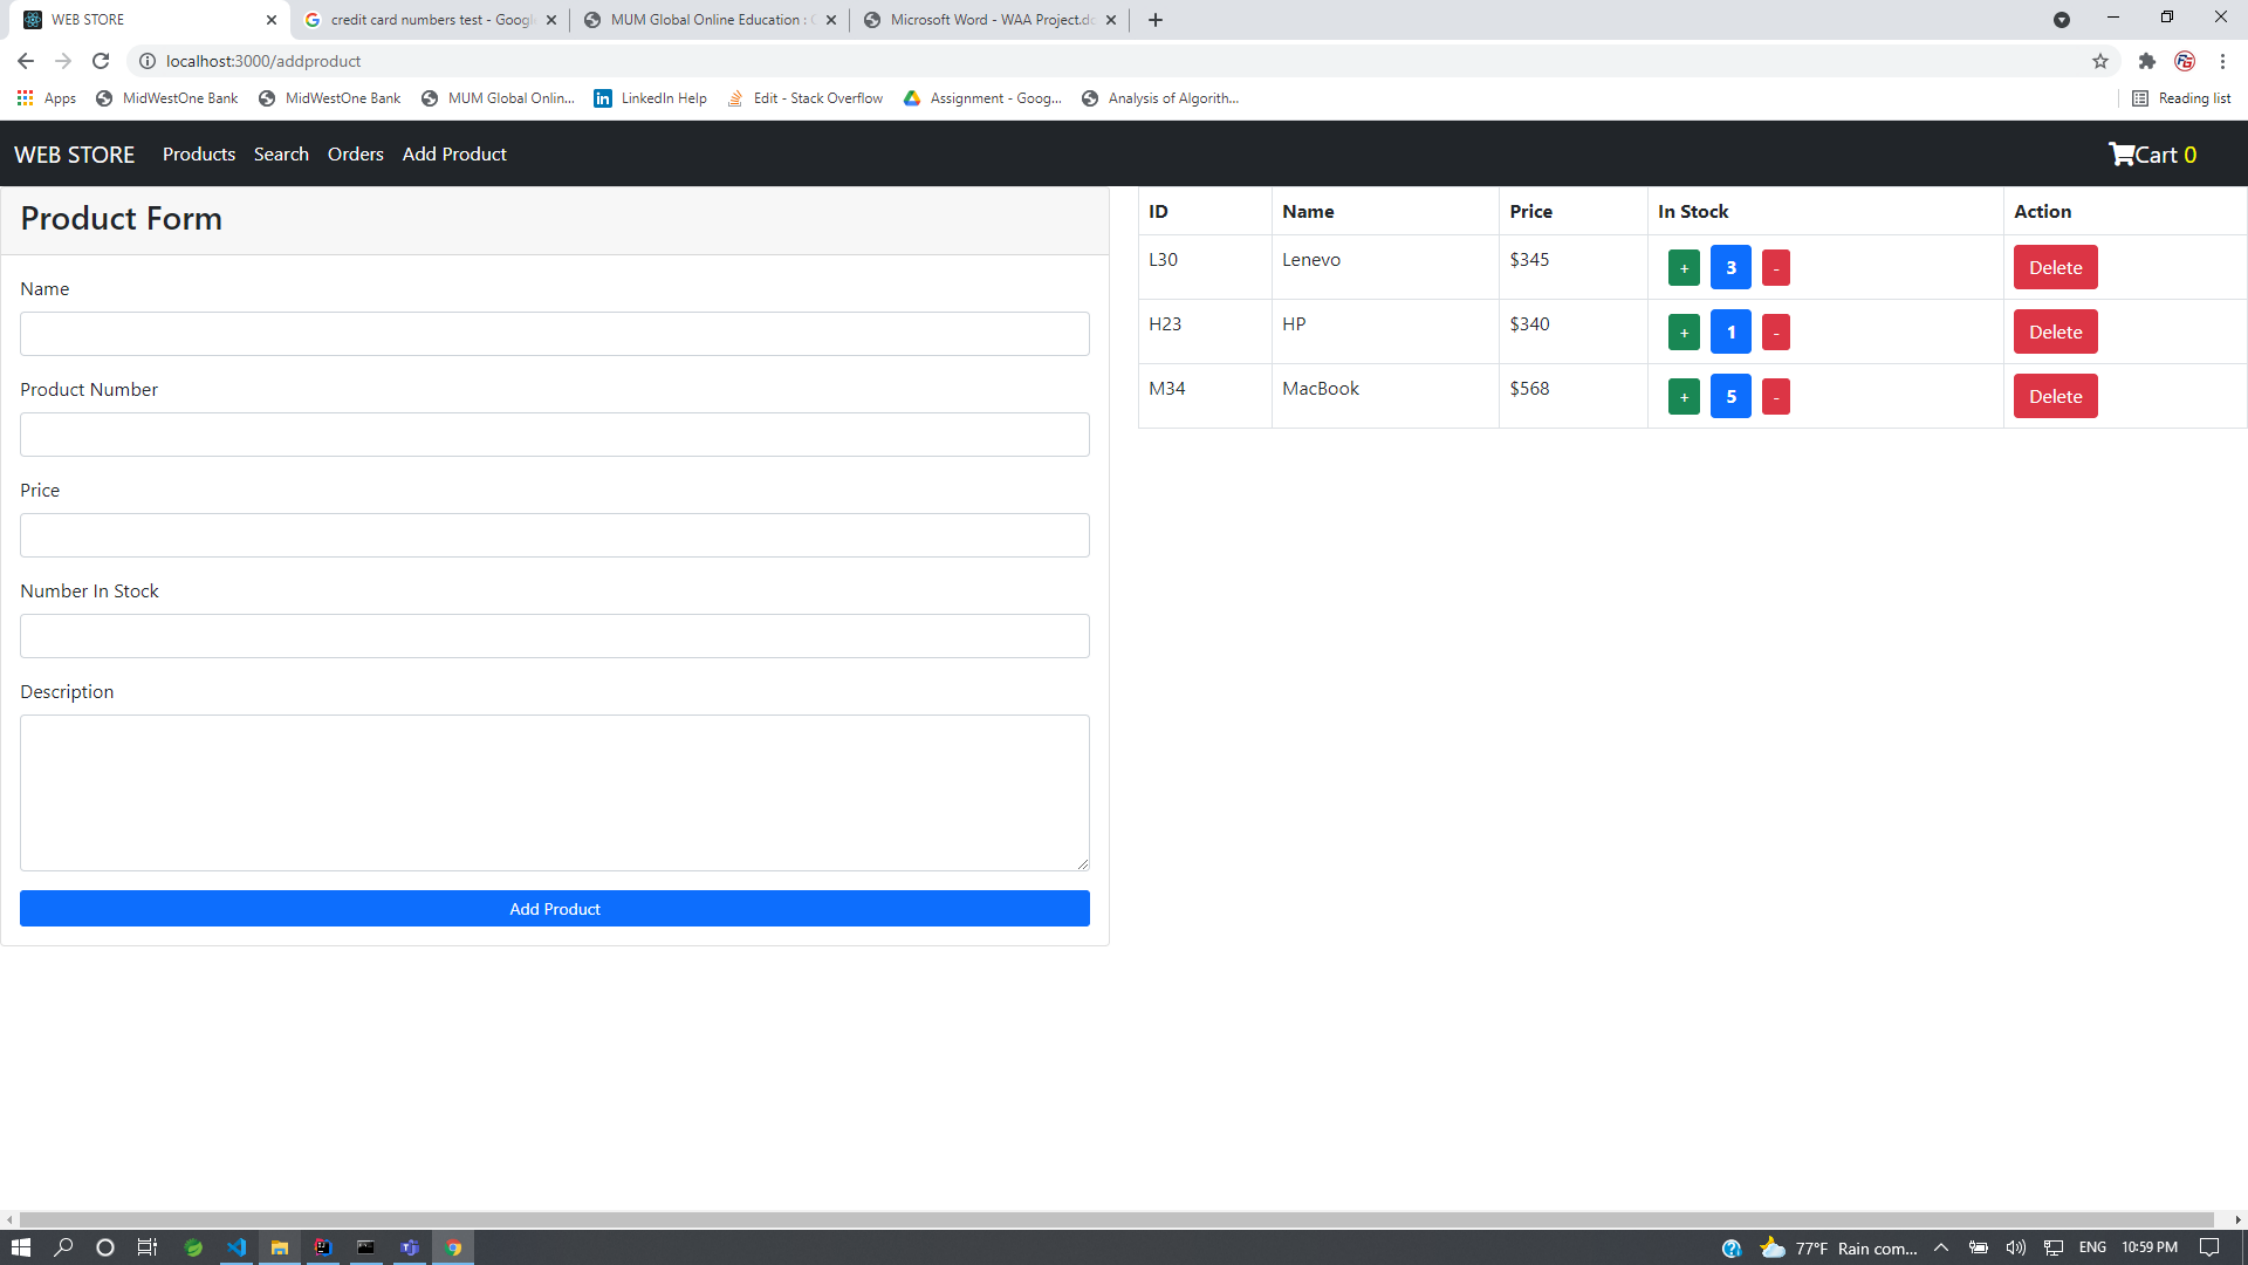 WEB STORE
credit card numbers test - Googl
MUM Global Online Education :
Microsoft Word - WAA Project.do
localhost:3000/addproduct
Apps MidWestOne Bank MidWestOne Bank MUM Global Onlin... LinkedIn Help Edit - Stack Overflow Assignment - Goog... Analysis of Algorith... Reading list
WEB STORE Products Search Orders Add Product Cart 0
Product Form
Name
Product Number
Price
Number In Stock
Description
Add Product
ID Name Price In Stock Action
L30 Lenevo $345 + 3 - Delete
H23 HP $340 + 1 - Delete
M34 MacBook $568 + 5 - Delete
77°F Rain com... ENG 10:59 PM